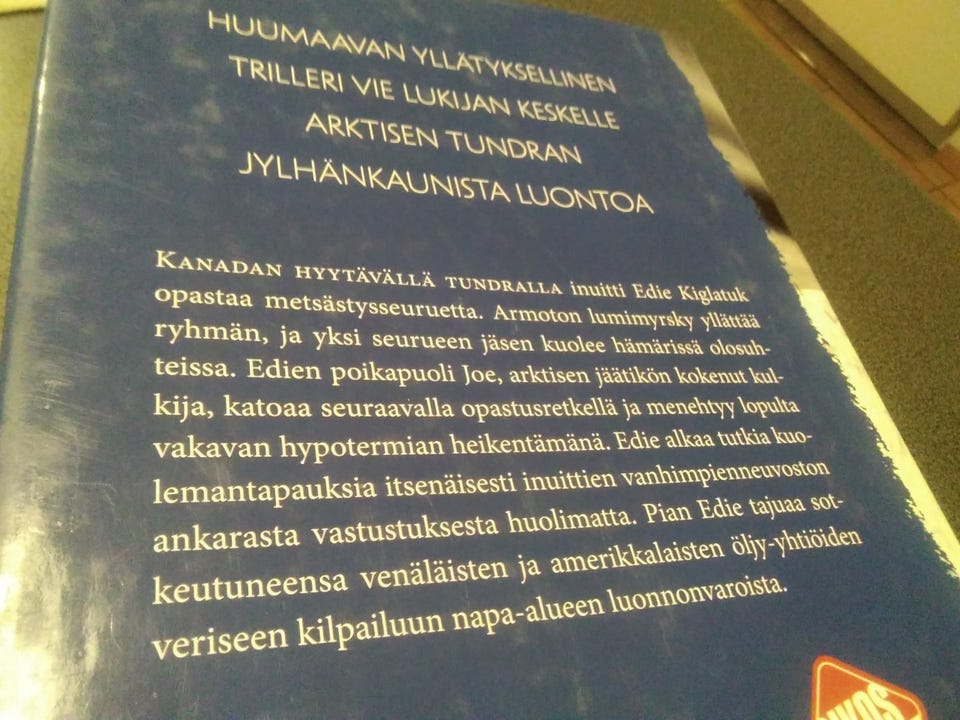 HUUMAAVAN YLLÄTYKSELLINEN
TRILLERI VIE LUKIJAN KESKELLE
ARKTISEN TUNDRAN
JYLHÄNKAUNISTA LUONTOA
KANADAN HYYTÄVÄLLÄ TUNDRALLA inuitti Edie Kiglatuk
opastaa metsästysseuruetta. Armoton lumimyrsky yllättää
ryhmän, ja yksi seurueen jäsen kuolee hämärissä olosuh-
teissa. Edien poikapuoli Joe, arktisen jäätikön kokenut kul-
kija, katoaa seuraavalla opastusretkellä ja menehtyy lopulta
vakavan hypotermian heikentämänä. Edie alkaa tutkia kuo-
lemantapauksia itsenäisesti inuittien vanhimpienneuvoston
ankarasta vastustuksesta huolimatta. Pian Edie tajuaa sot-
keutuneensa venäläisten ja amerikkalaisten öljy-yhtiöiden
veriseen kilpailuun napa-alueen luonnonvaroista.